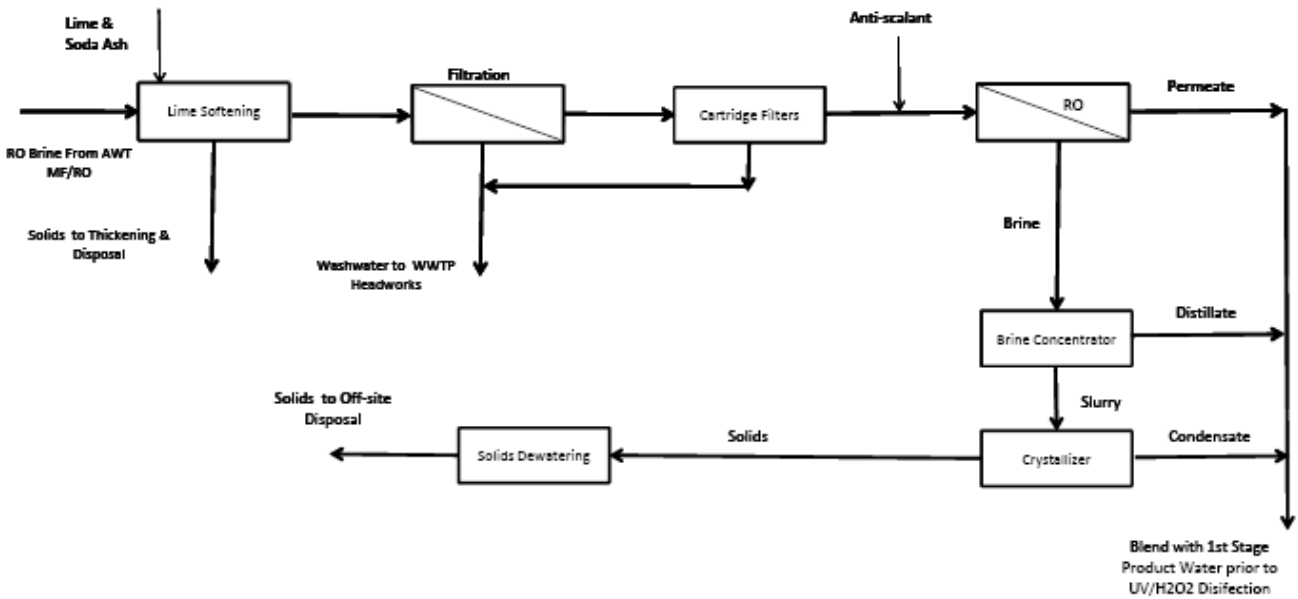 Lime &
Soda Ash
Anti-scalant
Filtration
Permeate
Lime Softening
Cartridge Filters
RO
RO Brine From AWT
MF/RO
Solids to Thickening &
Disposal
Washwater to WWTP
Headworks
Brine
Distillate
Brine Concentrator
Slurry
Solids to Off-site
Disposal
Solids
Condensate
Solids Dewatering
Crystallizer
Blend with 1st Stage
Product Water prior to
UV/H2O2 Disifection